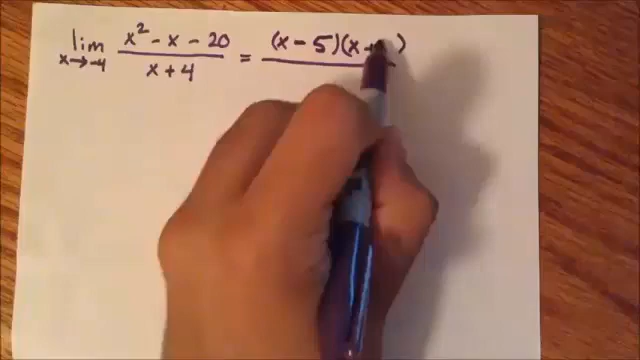 lim x→-4 (x² - x - 20)/(x + 4) = (x - 5)(x + )